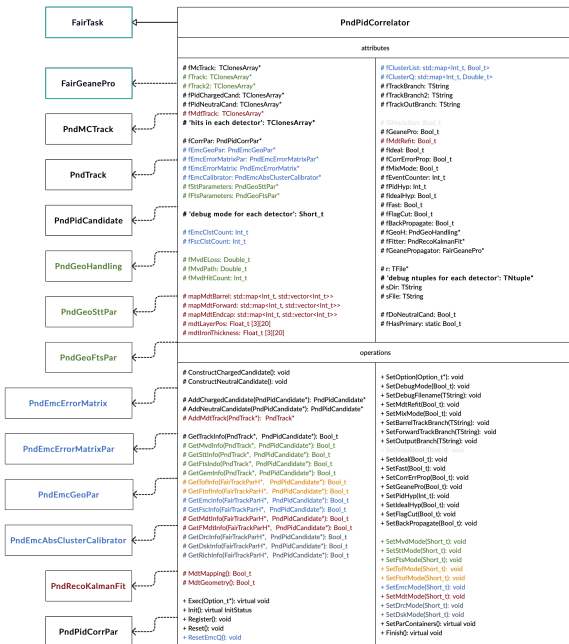 FairTask
FairGeanePro
PndMCTrack
PndTrack
PndPidCandidate
PndGeoHandling
PndGeoSttPar
PndGeoFtsPar
PndEmcErrorMatrix
PndEmcErrorMatrixPar
PndEmcGeoPar
PndEmcAbsClusterCalibrator
PndRecoKalmanFit
PndPidCorrPar
PndPidCorrelator
attributes
# fMcTrack: TClonesArray*
# fTrack: TClonesArray*
# fTrack2: TClonesArray*
# fPidChargedCand: TClonesArray*
# fPidNeutralCand: TClonesArray*
# fMdtTrack: TClonesArray*
# 'hits in each detector': TClonesArray*
# fCorrPar: PndPidCorrPar*
# fEmcGeoPar: PndEmcGeoPar*
# fEmcErrorMatrixPar: PndEmcErrorMatrixPar*
# fEmcErrorMatrix: PndEmcErrorMatrix*
# fEmcCalibrator: PndEmcAbsClusterCalibrator*
# fSttParameters: PndGeoSttPar*
# fFtsParameters: PndGeoFtsPar*
# 'debug mode for each detector': Short_t
# fEmcClstCount: Int_t
# fFscClstCount: Int_t
# fMvdELoss: Double_t
# fMvdPath: Double_t
# fMvdHitCount: Int_t
# mapMdtBarrel: std:map<Int_t, std::vector<Int_t>>
# mapMdtForward: std:map<Int_t, std::vector<Int_t>>
# mapMdtEndcap: std:map<Int_t, std::vector<Int_t>>
# mdtLayerPos: Float_t [3][20]
# mdtIronThickness: Float_t [3][20]
# fClusterList: std:map<Int_t, Bool_t>
# fClusterQ: std:map<Int_t, Double_t>
# fTrackBranch: TString
# fTrackBranch2: TString
# fTrackOutBranch: TString
# fSimulation: Bool_t
# fGeanePro: Bool_t
# fMdtRefit: Bool_t
# fIdeal: Bool_t
# fCorrErrorProp: Bool_t
# fMixMode: Bool_t
# fEventCounter: Int_t
# fPidHyp: Int_t
# fIdealHyp: Bool_t
# fFast: Bool_t
# fFlagCut: Bool_t
# fBackPropagate: Bool_t
# fGeoH: PndGeoHandling*
# fFitter: PndRecoKalmanFit*
# fGeanePropagator: FairGeanePro*
# r: TFile*
# 'debug ntuples for each detector': TNtuple*
# sDir: TString
# sFile: TString
# fDoNeutralCand: Bool_t
# fHasPrimary: static Bool_t
operations
# ConstructChargedCandidate(): void
# ConstructNeutralCandidate(): void
# AddChargedCandidate(PndPidCandidate*): PndPidCandidate*
# AddNeutralCandidate(PndPidCandidate*): PndPidCandidate*
# AddMdtTrack(PndTrack*): PndTrack*
# GetTrackInfo(PndTrack*, PndPidCandidate*): Bool_t
# GetMvdInfo(PndTrack*, PndPidCandidate*): Bool_t
# GetSttInfo(PndTrack*, PndPidCandidate*): Bool_t
# GetFtsInfo(PndTrack*, PndPidCandidate*): Bool_t
# GetGemInfo(PndTrack*, PndPidCandidate*): Bool_t
# GetTofInfo(FairTrackParH*, PndPidCandidate*): Bool_t
# GetFtofInfo(FairTrackParH*, PndPidCandidate*): Bool_t
# GetEmcInfo(FairTrackParH*, PndPidCandidate*): Bool_t
# GetFscInfo(FairTrackParH*, PndPidCandidate*): Bool_t
# GetMdtInfo(FairTrackParH*, PndPidCandidate*): Bool_t
# GetFMdtInfo(FairTrackParH*, PndPidCandidate*): Bool_t
# GetDrcInfo(FairTrackParH*, PndPidCandidate*): Bool_t
# GetDskInfo(FairTrackParH*, PndPidCandidate*): Bool_t
# GetRichInfo(FairTrackParH*, PndPidCandidate*): Bool_t
# MdtMapping(): Bool_t
# MdtGeometry(): Bool_t
+ Exec(Option_t*): virtual void
+ Init(): virtual InitStatus
+ Register(): void
+ Reset(): void
+ ResetEmcQ(): void
+ SetOption(Option_t*): void
+ SetDebugMode(Bool_t): void
+ SetDebugFilename(TString): void
+ SetMdtRefit(Bool_t): void
+ SetMixMode(Bool_t): void
+ SetBarrelTrackBranch(TString): void
+ SetForwardTrackBranch(TString): void
+ SetOutputBranch(TString): void
+ SetIdeal(Bool_t): void
+ SetFast(Bool_t): void
+ SetCorrErrProp(Bool_t): void
+ SetGeanePro(Bool_t): void
+ SetPidHyp(Int_t): void
+ SetIdealHyp(Bool_t): void
+ SetFlagCut(Bool_t): void
+ SetBackPropagate(Bool_t): void
+ SetMvdMode(Short_t): void
+ SetSttMode(Short_t): void
+ SetFtsMode(Short_t): void
+ SetTofMode(Short_t): void
+ SetFtofMode(Short_t): void
+ SetEmcMode(Short_t): void
+ SetMdtMode(Short_t): void
+ SetDrcMode(Short_t): void
+ SetDskMode(Short_t): void
+ SetParContainers(): virtual void
+ Finish(): virtual void